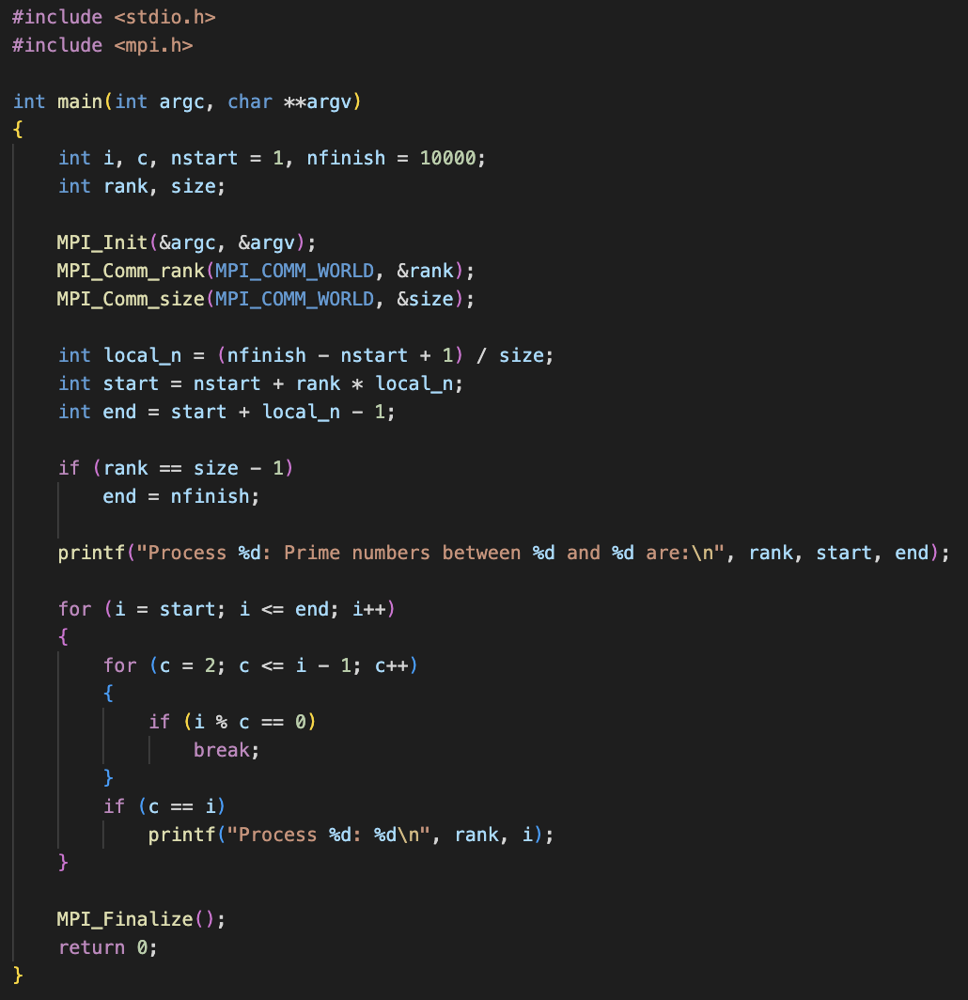 #include <stdio.h>
#include <mpi.h>

int main(int argc, char **argv)
{
    int i, c, nstart = 1, nfinish = 10000;
    int rank, size;

    MPI_Init(&argc, &argv);
    MPI_Comm_rank(MPI_COMM_WORLD, &rank);
    MPI_Comm_size(MPI_COMM_WORLD, &size);

    int local_n = (nfinish - nstart + 1) / size;
    int start = nstart + rank * local_n;
    int end = start + local_n - 1;

    if (rank == size - 1)
        end = nfinish;

    printf("Process %d: Prime numbers between %d and %d are:\n", rank, start, end);

    for (i = start; i <= end; i++)
    {
        for (c = 2; c <= i - 1; c++)
        {
            if (i % c == 0)
                break;
        }
        if (c == i)
            printf("Process %d: %d\n", rank, i);
    }

    MPI_Finalize();
    return 0;
}